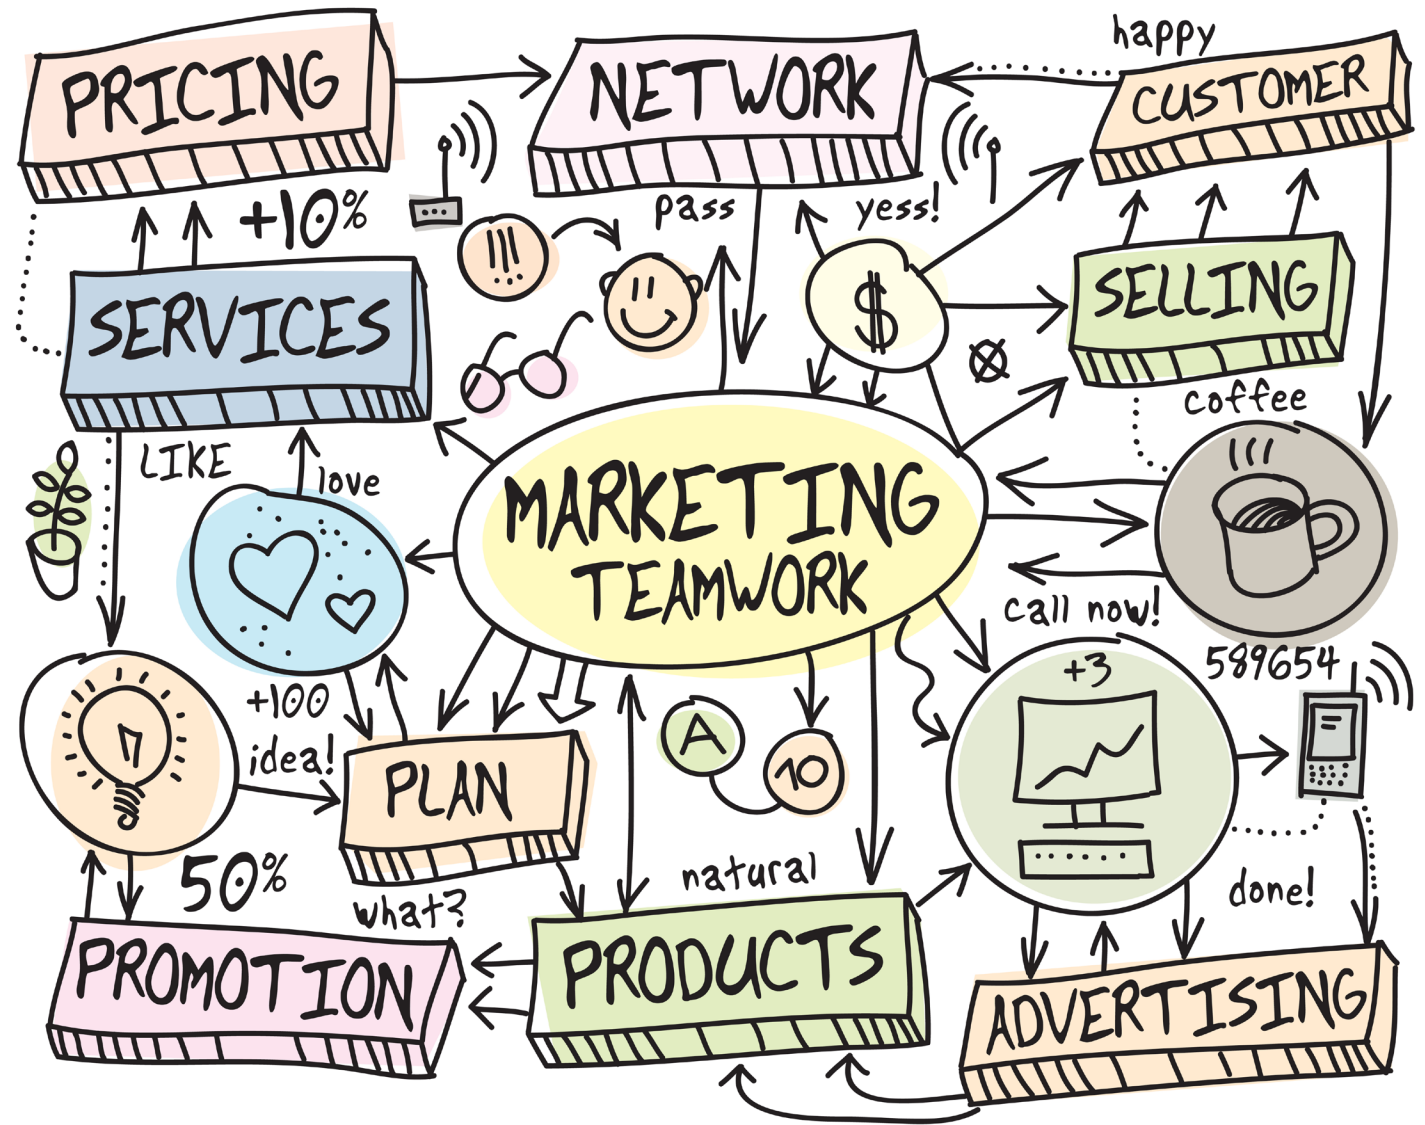 PRICING
NETWORK
happy
CUSTOMER
+10%
pass
yess!
!!!
$
SERVICES
SELLING
coffee
LIKE
love
MARKETING
TEAMWORK
call now!
+100
idea!
+3
589654
PLAN
A
10
50%
what?
natural
done!
PROMOTION
PRODUCTS
ADVERTISING